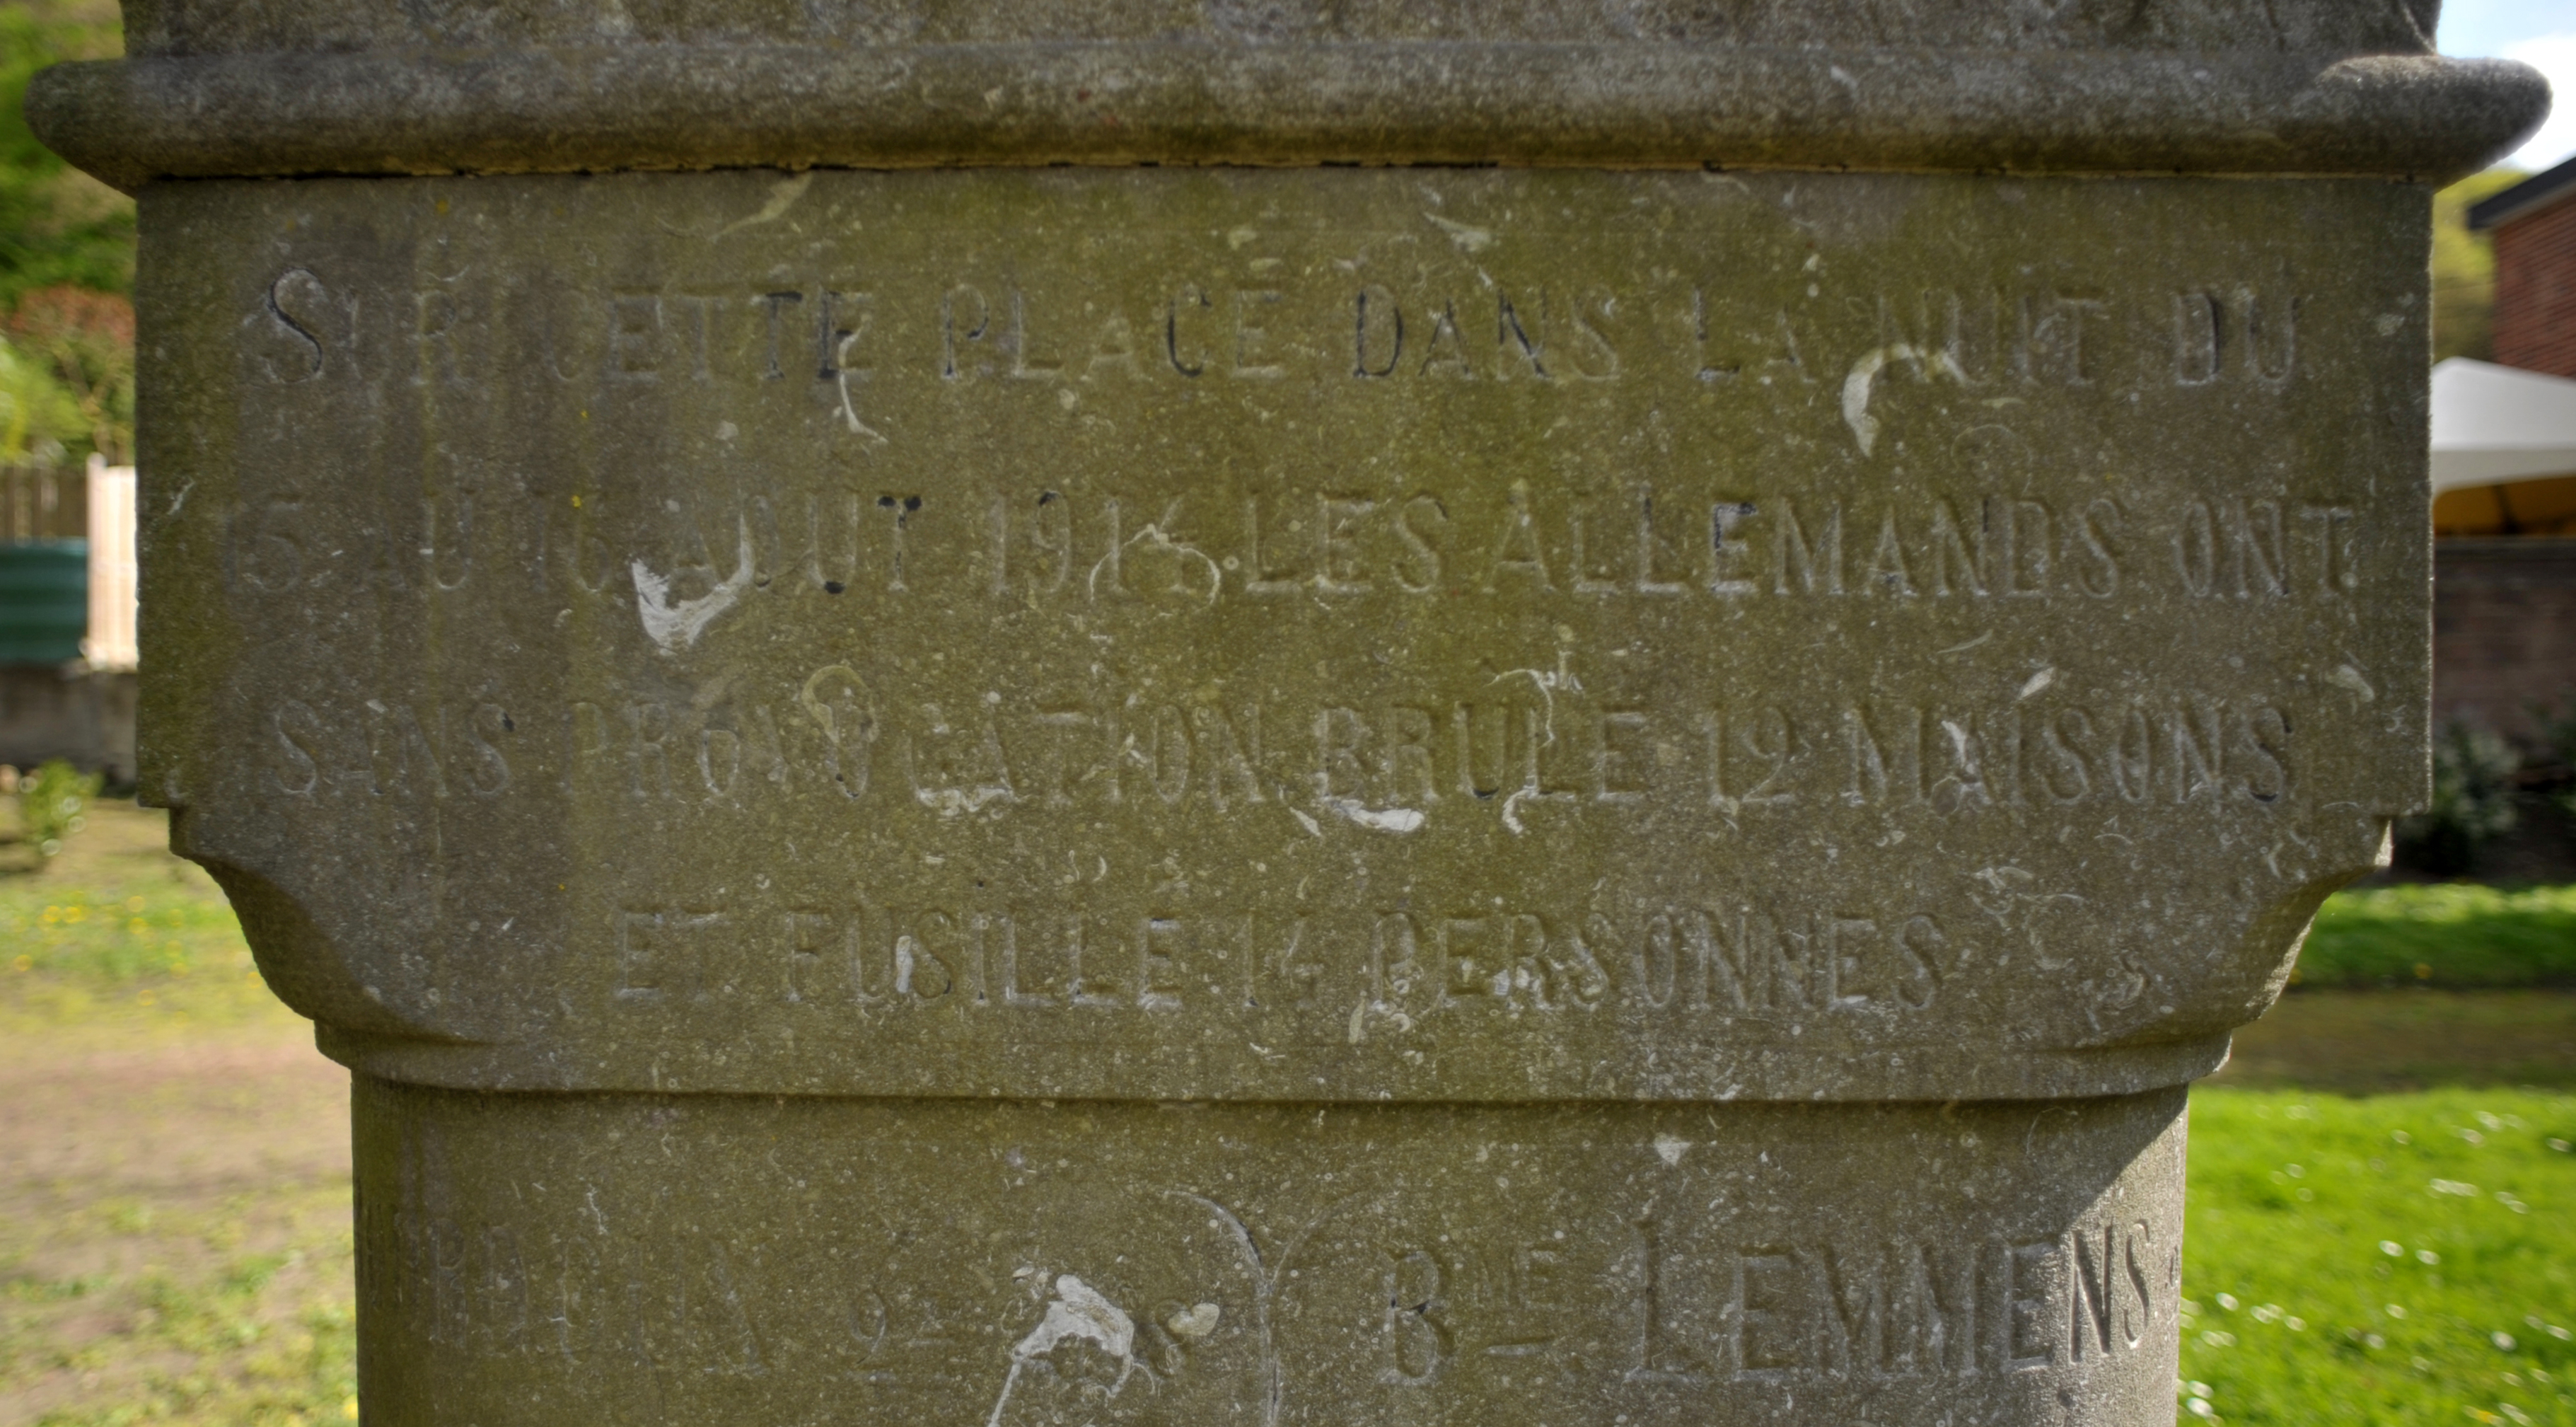 SUR CETTE PLACE DANS LA NUIT DU
15 AU 16 AOUT 1914 LES ALLEMANDS ONT
SANS PROVOCATION BRULE 12 MAISONS
ET FUSILLE 14 PERSONNES
BME LEMMENS